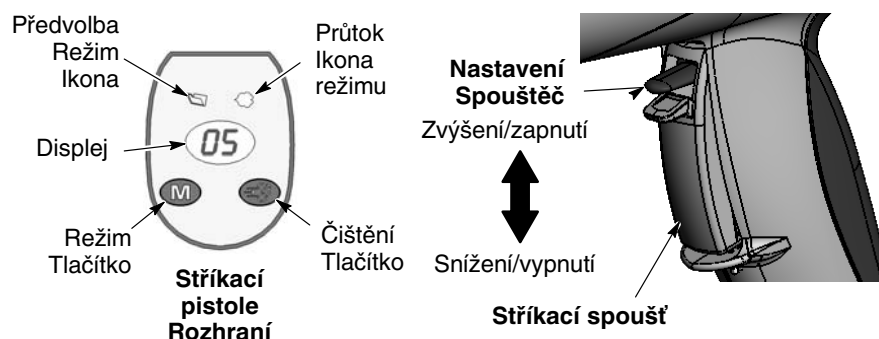 Předvolba
Režim
Ikona
Průtok
Ikona
režimu
Displej
05
M
Režim
Tlačítko
Čištění
Tlačítko
Stříkací
pistole
Rozhraní
Nastavení
Spouštěč
Zvýšení/zapnutí
Snížení/vypnutí
Stříkací spoušť